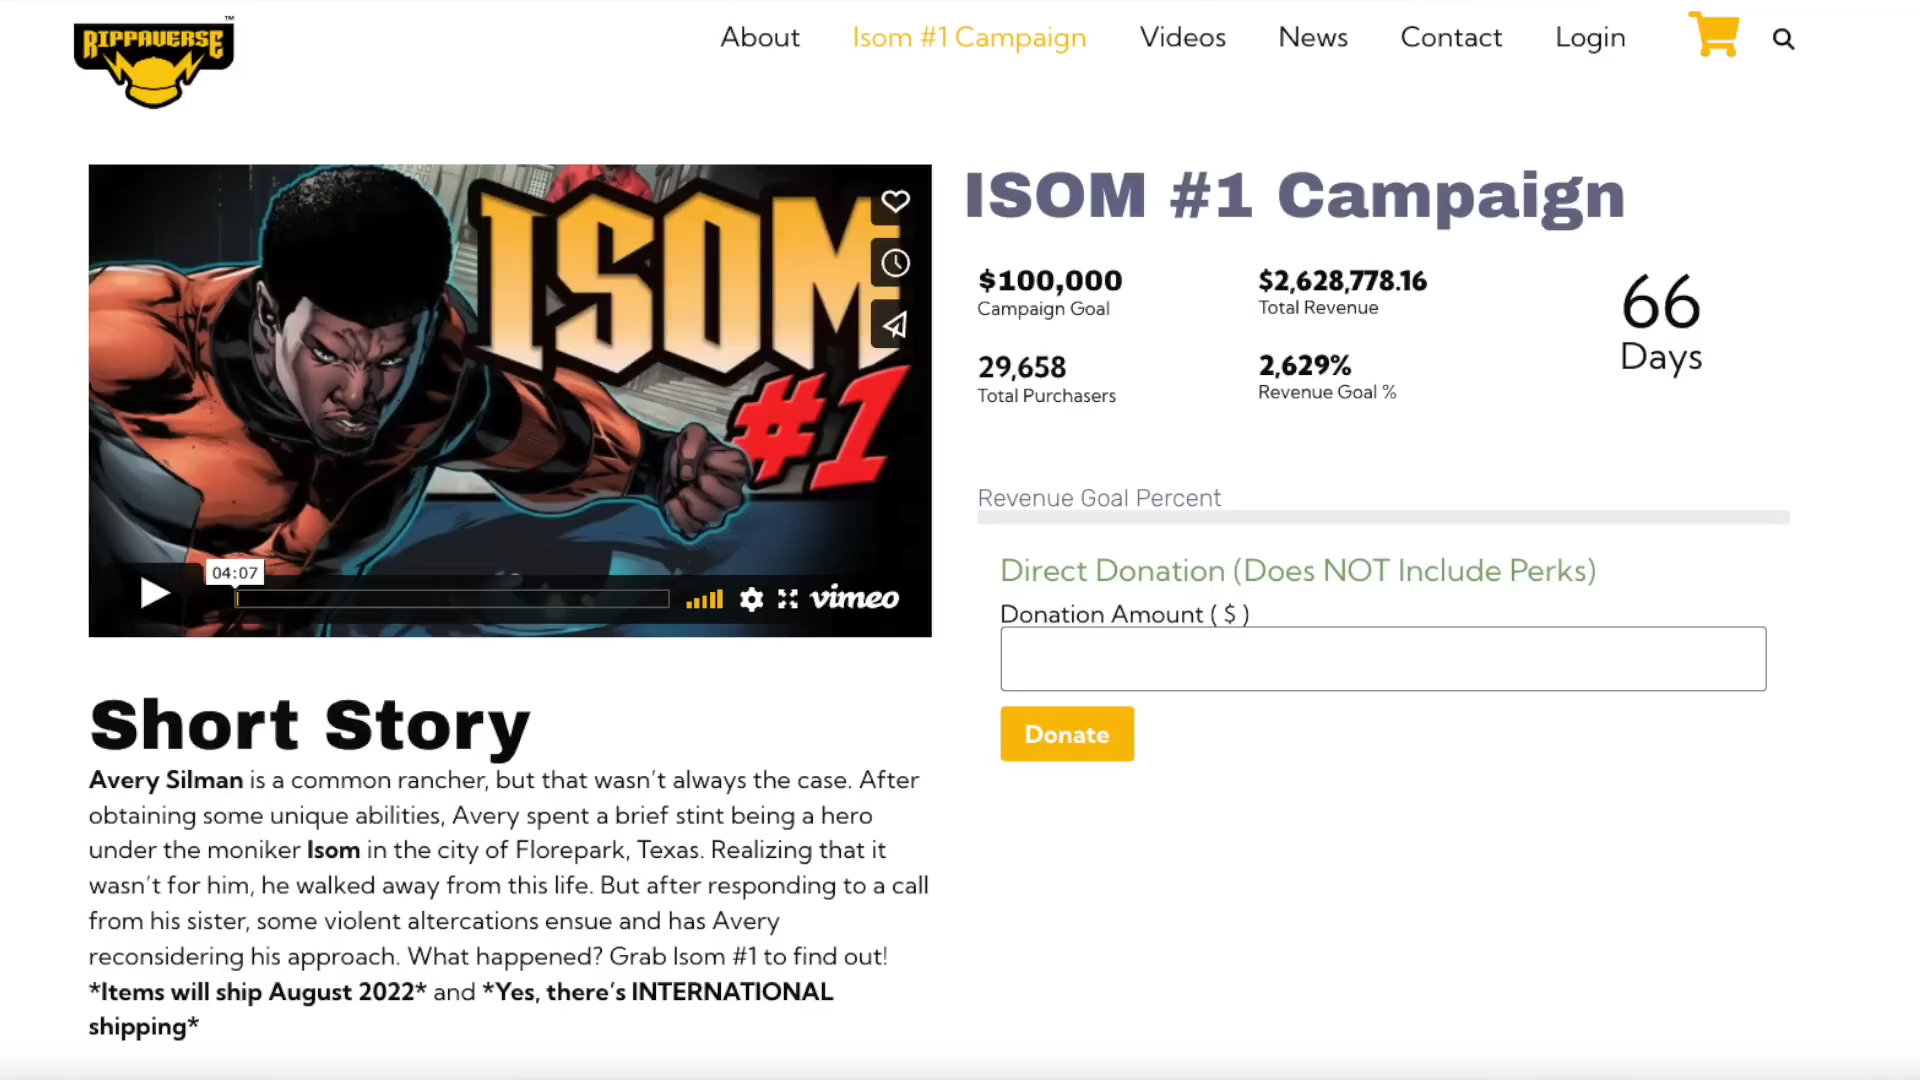 RIPPAVERSE
™
About
Isom #1 Campaign
Videos
News
Contact
Login
ISOM
#1
04:07
vimeo
ISOM #1 Campaign
$100,000
Campaign Goal
$2,628,778.16
Total Revenue
66
Days
29,658
Total Purchasers
2,629%
Revenue Goal %
Revenue Goal Percent
Direct Donation (Does NOT Include Perks)
Donation Amount ( $ )
Donate
Short Story
Avery Silman is a common rancher, but that wasn’t always the case. After
obtaining some unique abilities, Avery spent a brief stint being a hero
under the moniker Isom in the city of Florepark, Texas. Realizing that it
wasn’t for him, he walked away from this life. But after responding to a call
from his sister, some violent altercations ensue and has Avery
reconsidering his approach. What happened? Grab Isom #1 to find out!
*Items will ship August 2022* and *Yes, there’s INTERNATIONAL
shipping*